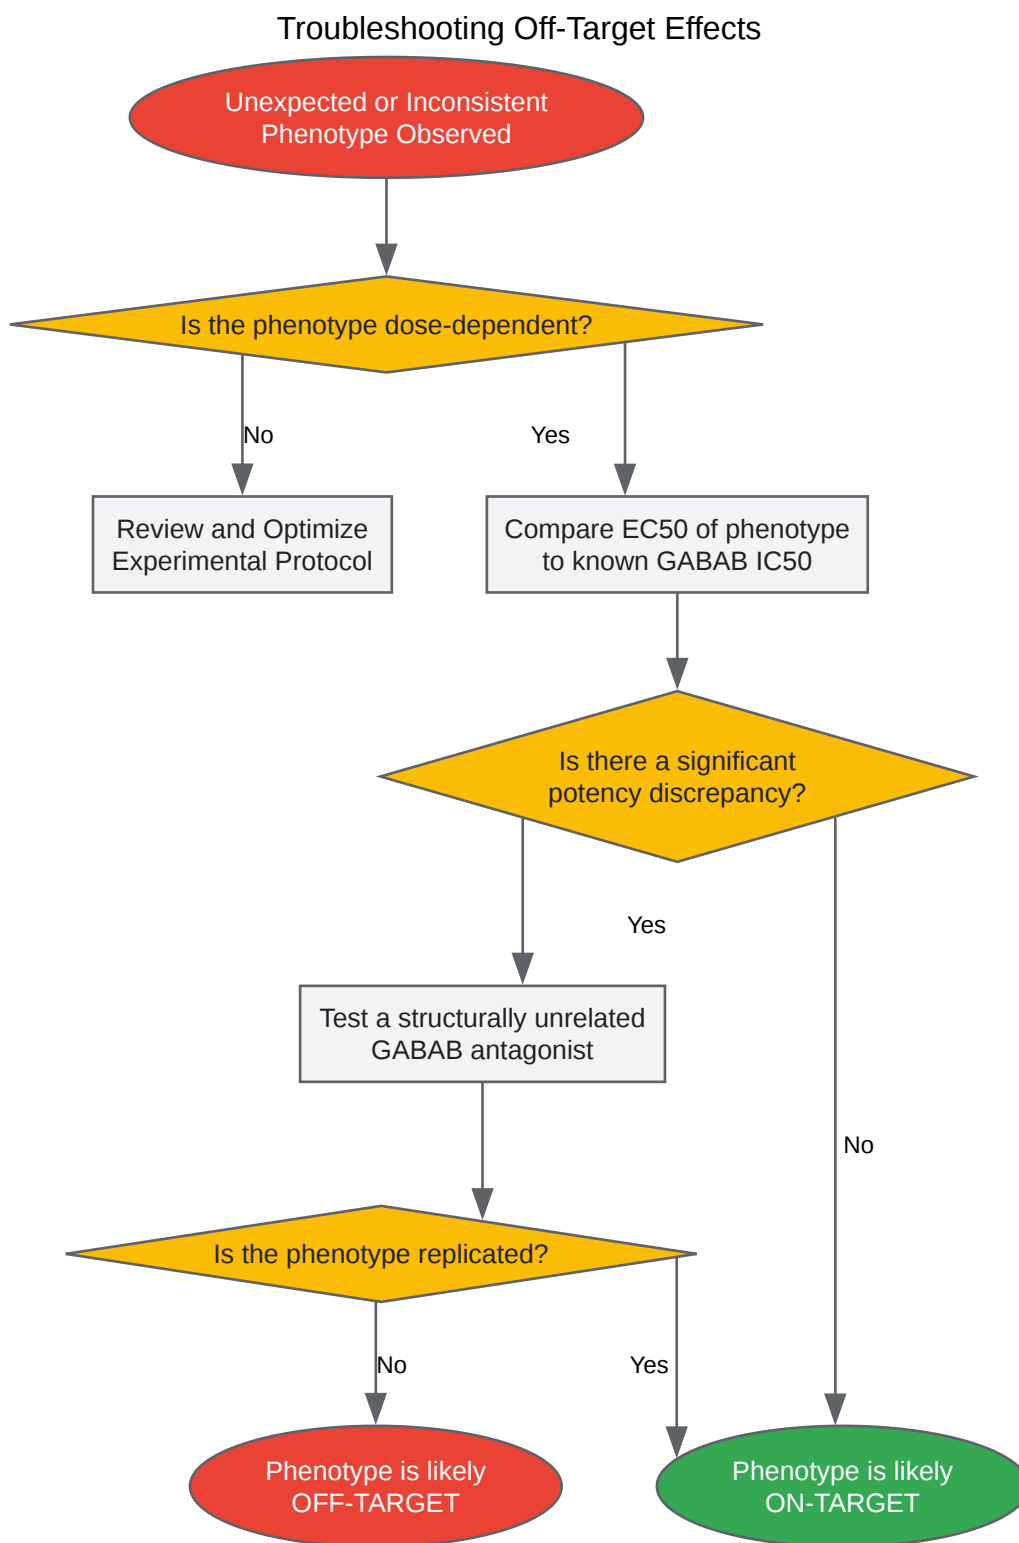 Troubleshooting Off-Target Effects
Unexpected or Inconsistent
Phenotype Observed
Is the phenotype dose-dependent?
No
Yes
Review and Optimize
Experimental Protocol
Compare EC50 of phenotype
to known GABAB IC50
Is there a significant
potency discrepancy?
Yes
Test a structurally unrelated
GABAB antagonist
No
Is the phenotype replicated?
No
Yes
Phenotype is likely
OFF-TARGET
Phenotype is likely
ON-TARGET